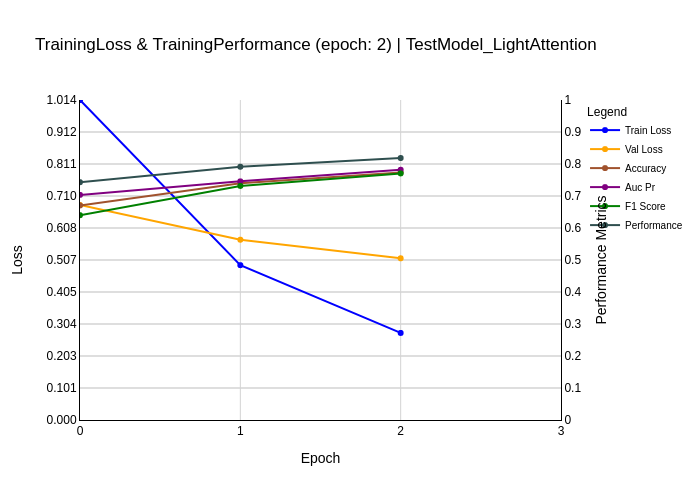 TrainingLoss & TrainingPerformance (epoch: 2) | TestModel_LightAttention
1.014
0.912
0.811
0.710
0.608
0.507
0.405
0.304
0.203
0.101
0.000
Loss
0
1
2
3
Epoch
1
0.9
0.8
0.7
0.6
0.5
0.4
0.3
0.2
0.1
0
Performance Metrics
Legend
Train Loss
Val Loss
Accuracy
Auc Pr
F1 Score
Performance